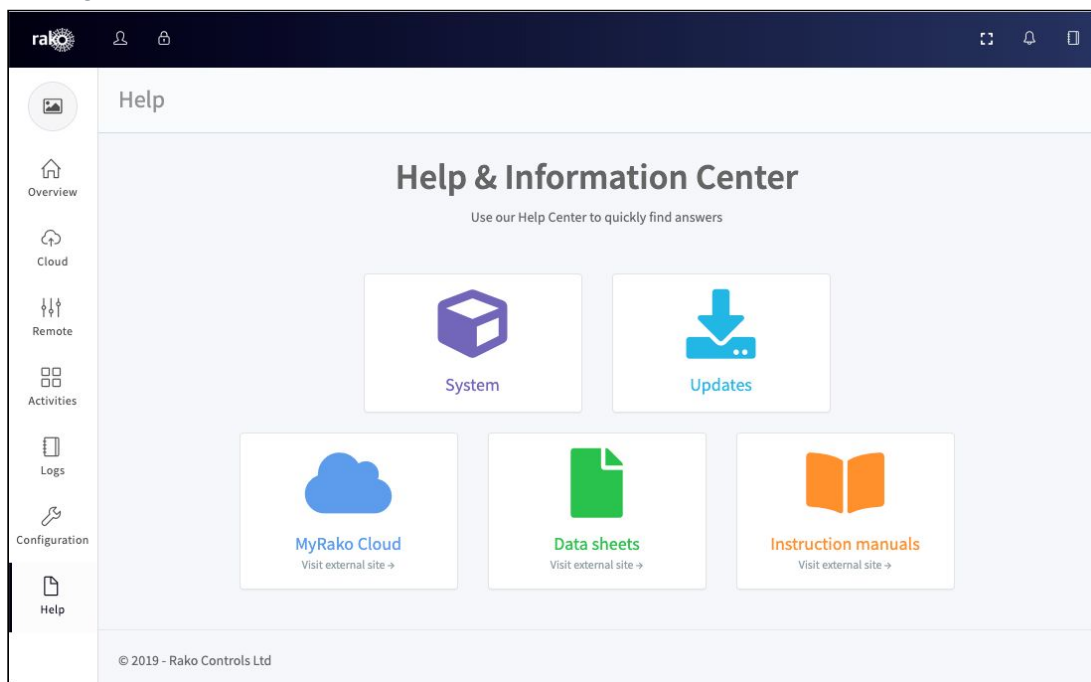 rako
Help
Overview
Cloud
Remote
Activities
Logs
Configuration
Help
Help & Information Center
Use our Help Center to quickly find answers
System
Updates
MyRako Cloud
Visit external site →
Data sheets
Visit external site →
Instruction manuals
Visit external site →
© 2019 - Rako Controls Ltd